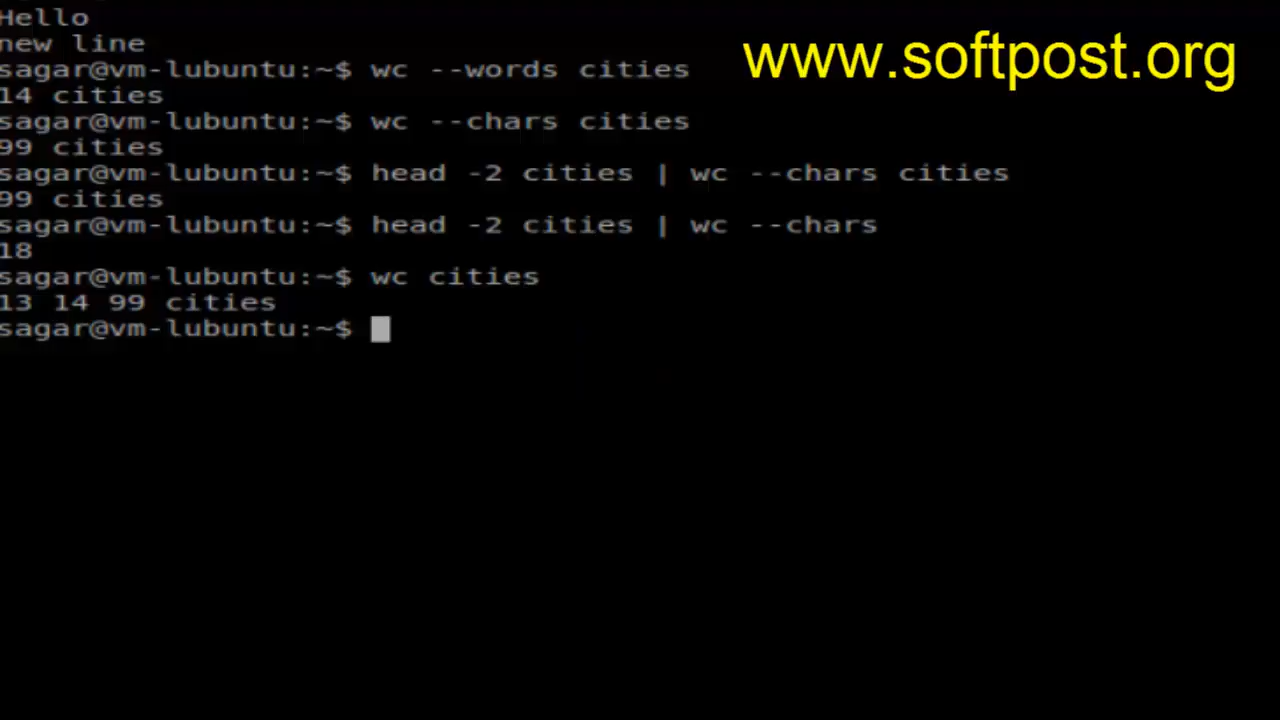 Hello
new line
www.softpost.org
sagar@vm-lubuntu:~$ wc --words cities
14 cities
sagar@vm-lubuntu:~$ wc --chars cities
99 cities
sagar@vm-lubuntu:~$ head -2 cities | wc --chars cities
99 cities
sagar@vm-lubuntu:~$ head -2 cities | wc --chars
18
sagar@vm-lubuntu:~$ wc cities
13 14 99 cities
sagar@vm-lubuntu:~$